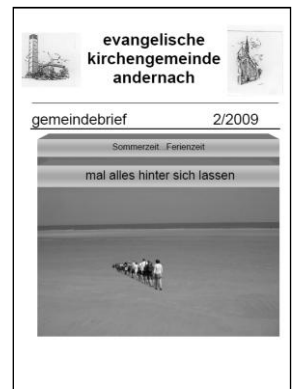 evangelische
kirchengemeinde
andernach
gemeindebrief 2/2009
Sommerzeit Ferienzeit
mal alles hinter sich lassen